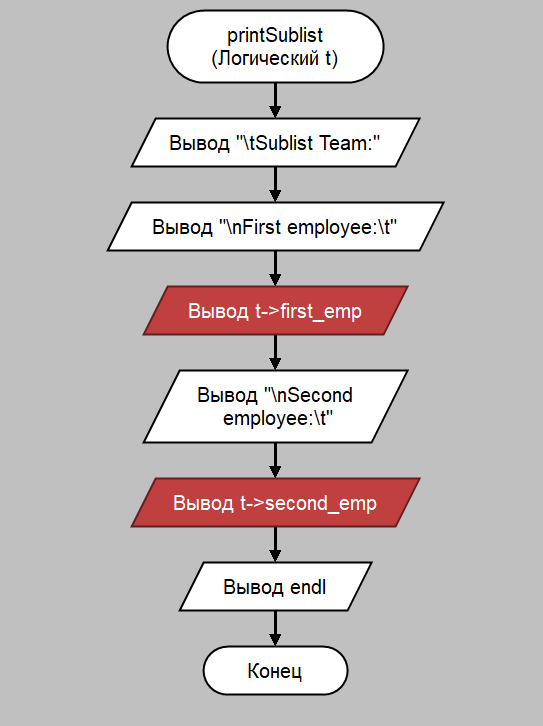 printSublist
(Логический t)
Вывод "\tSublist Team:"
Вывод "\nFirst employee:\t"
Вывод t->first_emp
Вывод "\nSecond
employee:\t"
Вывод t->second_emp
Вывод endl
Конец